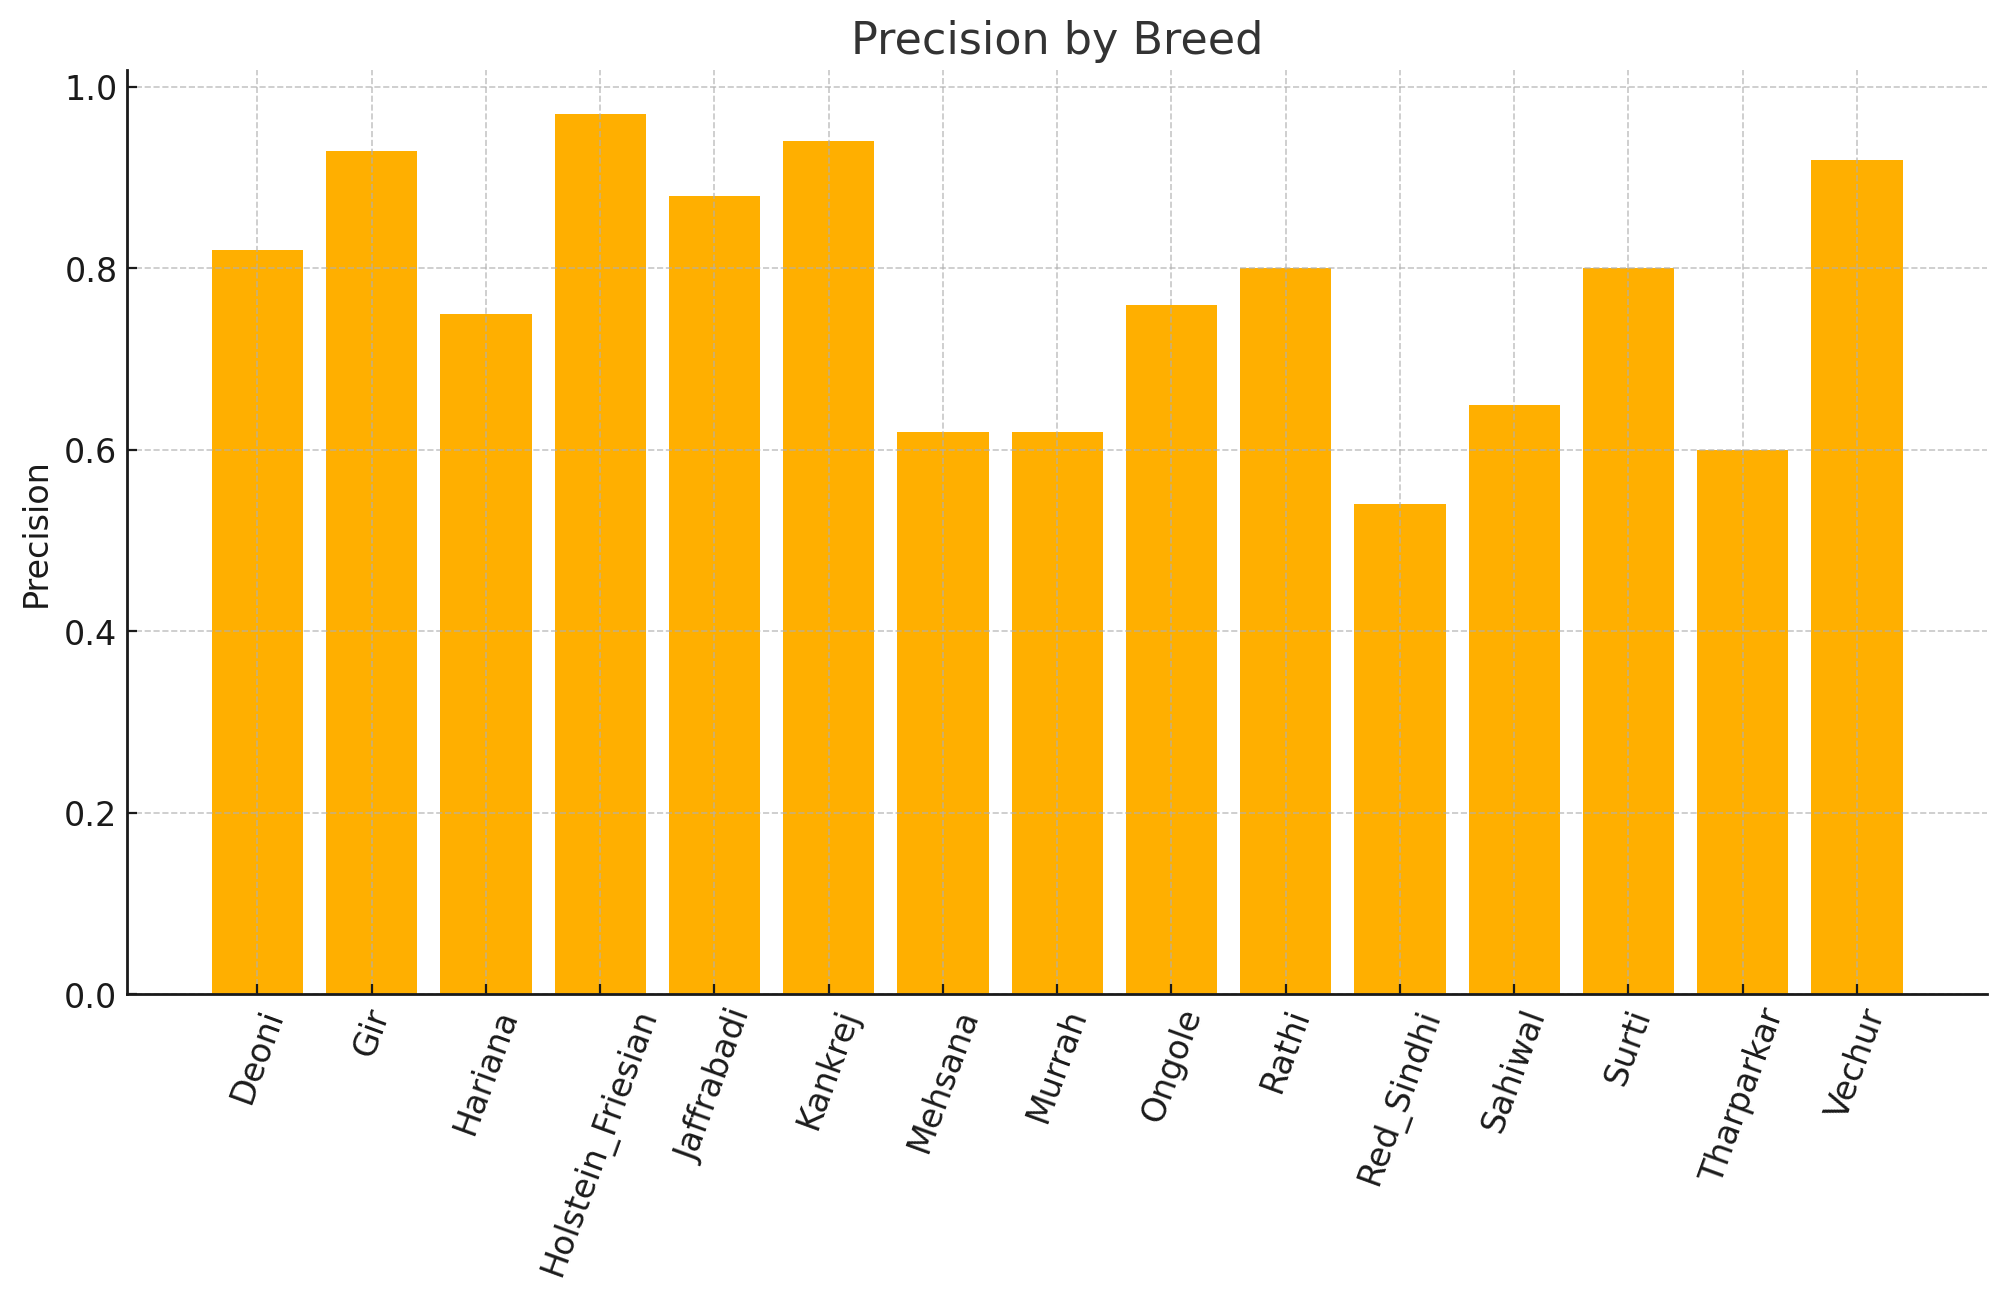 Precision by Breed
Precision
1.0
0.8
0.6
0.4
0.2
0.0
Deoni
Gir
Hariana
Holstein_Friesian
Jaffrabadi
Kankrej
Mehsana
Murrah
Ongole
Rathi
Red_Sindhi
Sahiwal
Surti
Tharparkar
Vechur